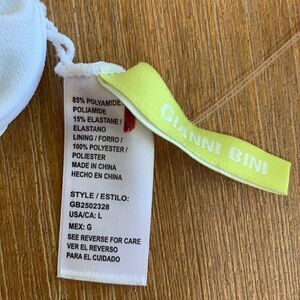 85% POLYAMIDE /
POLIAMIDE
15% ELASTANE /
ELASTANO
LINING / FORRO /
100% POLYESTER /
POLIESTER
MADE IN CHINA
HECHO EN CHINA
STYLE / ESTILO:
GB2502328
USA/CA: L
MEX: G
SEE REVERSE FOR CARE
VER EL REVERSO
PARA EL CUIDADO
GIANNI BINI